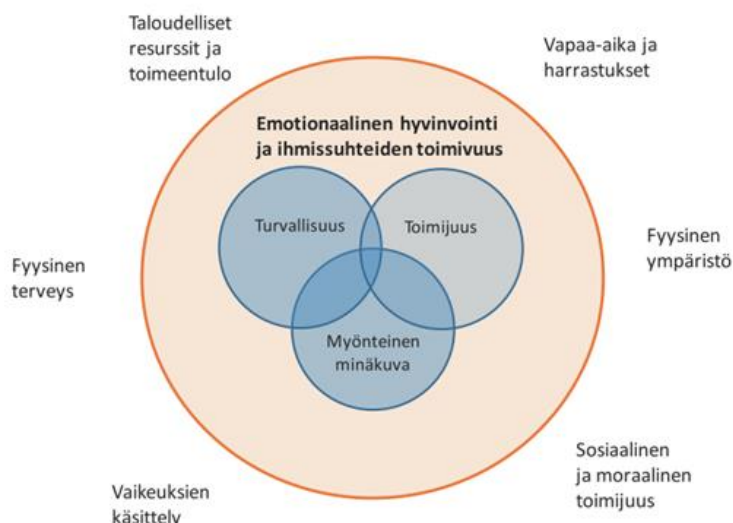 Taloudelliset
resurssit ja
toimeentulo
Vapaa-aika ja
harrastukset
Emotionaalinen hyvinvointi
ja ihmissuhteiden toimivuus
Turvallisuus
Toimijuus
Fyysinen
terveys
Fyysinen
ympäristö
Myönteinen
minäkuva
Sosiaalinen
ja moraalinen
toimijuus
Vaikeuksien
käsittely